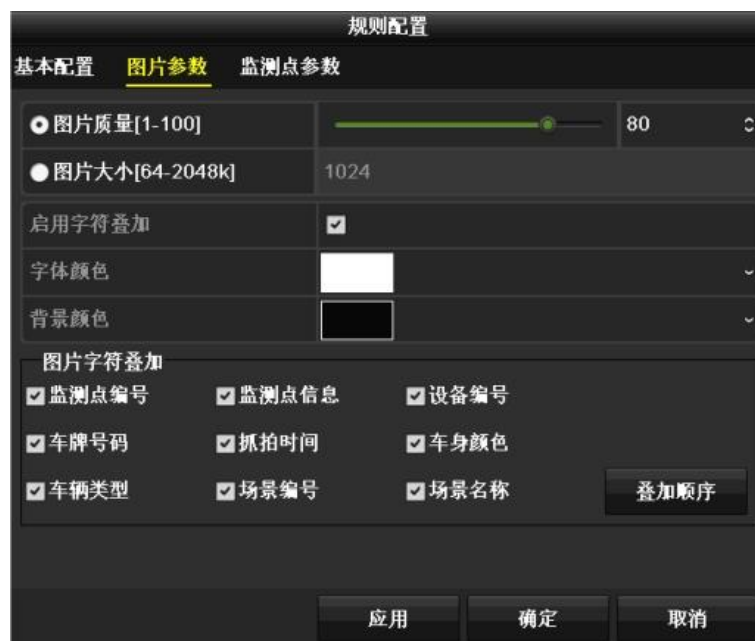 规则配置
基本配置 图片参数 监测点参数
图片质量[1-100] 80
图片大小[64-2048k] 1024
启用字符叠加
字体颜色
背景颜色
图片字符叠加
监测点编号 监测点信息 设备编号
车牌号码 抓拍时间 车身颜色
车辆类型 场景编号 场景名称 叠加顺序
应用 确定 取消